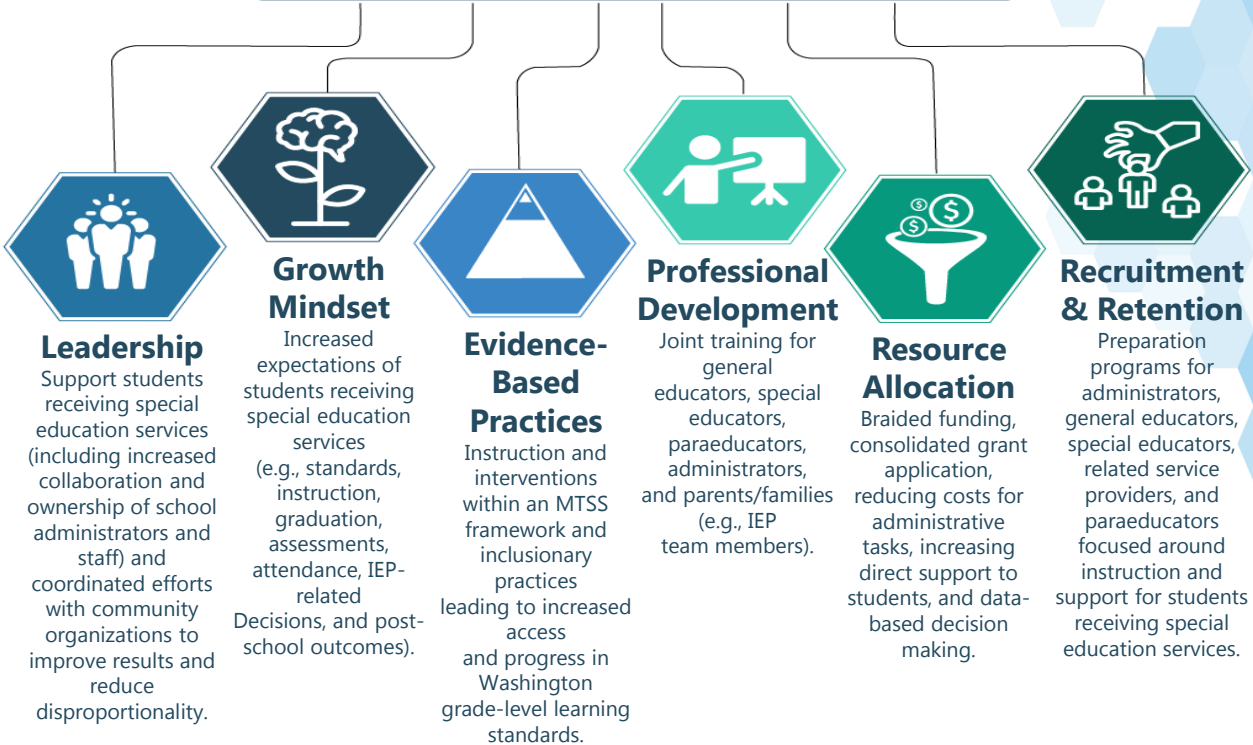 Leadership
Support students
receiving special
education services
(including increased
collaboration and
ownership of school
administrators and
staff) and
coordinated efforts
with community
organizations to
improve results and
reduce
disproportionality.
Growth
Mindset
Increased
expectations of
students receiving
special education
services
(e.g., standards,
instruction,
graduation,
assessments,
attendance, IEP-
related
Decisions, and post-
school outcomes).
Evidence-
Based
Practices
Instruction and
interventions
within an MTSS
framework and
inclusionary
practices
leading to increased
access
and progress in
Washington
grade-level learning
standards.
Professional
Development
Joint training for
general
educators, special
educators,
paraeducators,
administrators,
and parents/families
(e.g., IEP
team members).
$
$
$
Resource
Allocation
Braided funding,
consolidated grant
application,
reducing costs for
administrative
tasks, increasing
direct support to
students, and data-
based decision
making.
Recruitment
& Retention
Preparation
programs for
administrators,
general educators,
special educators,
related service
providers, and
paraeducators
focused around
instruction and
support for students
receiving special
education services.